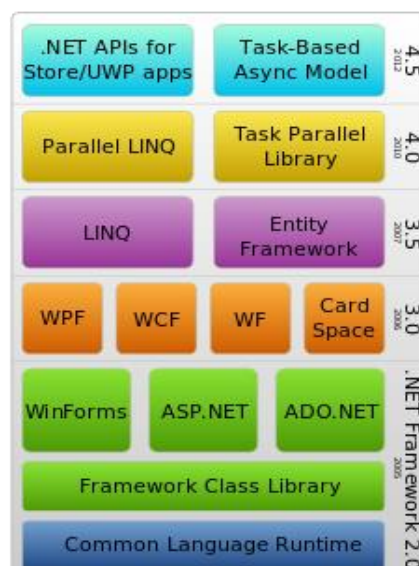 .NET APIs for
Store/UWP apps
Task-Based
Async Model
4.5
2012
Parallel LINQ
Task Parallel
Library
4.0
2010
LINQ
Entity
Framework
3.5
2007
WPF
WCF
WF
Card
Space
3.0
2006
WinForms
ASP.NET
ADO.NET
Framework Class Library
Common Language Runtime
.NET Framework 2.0
2005